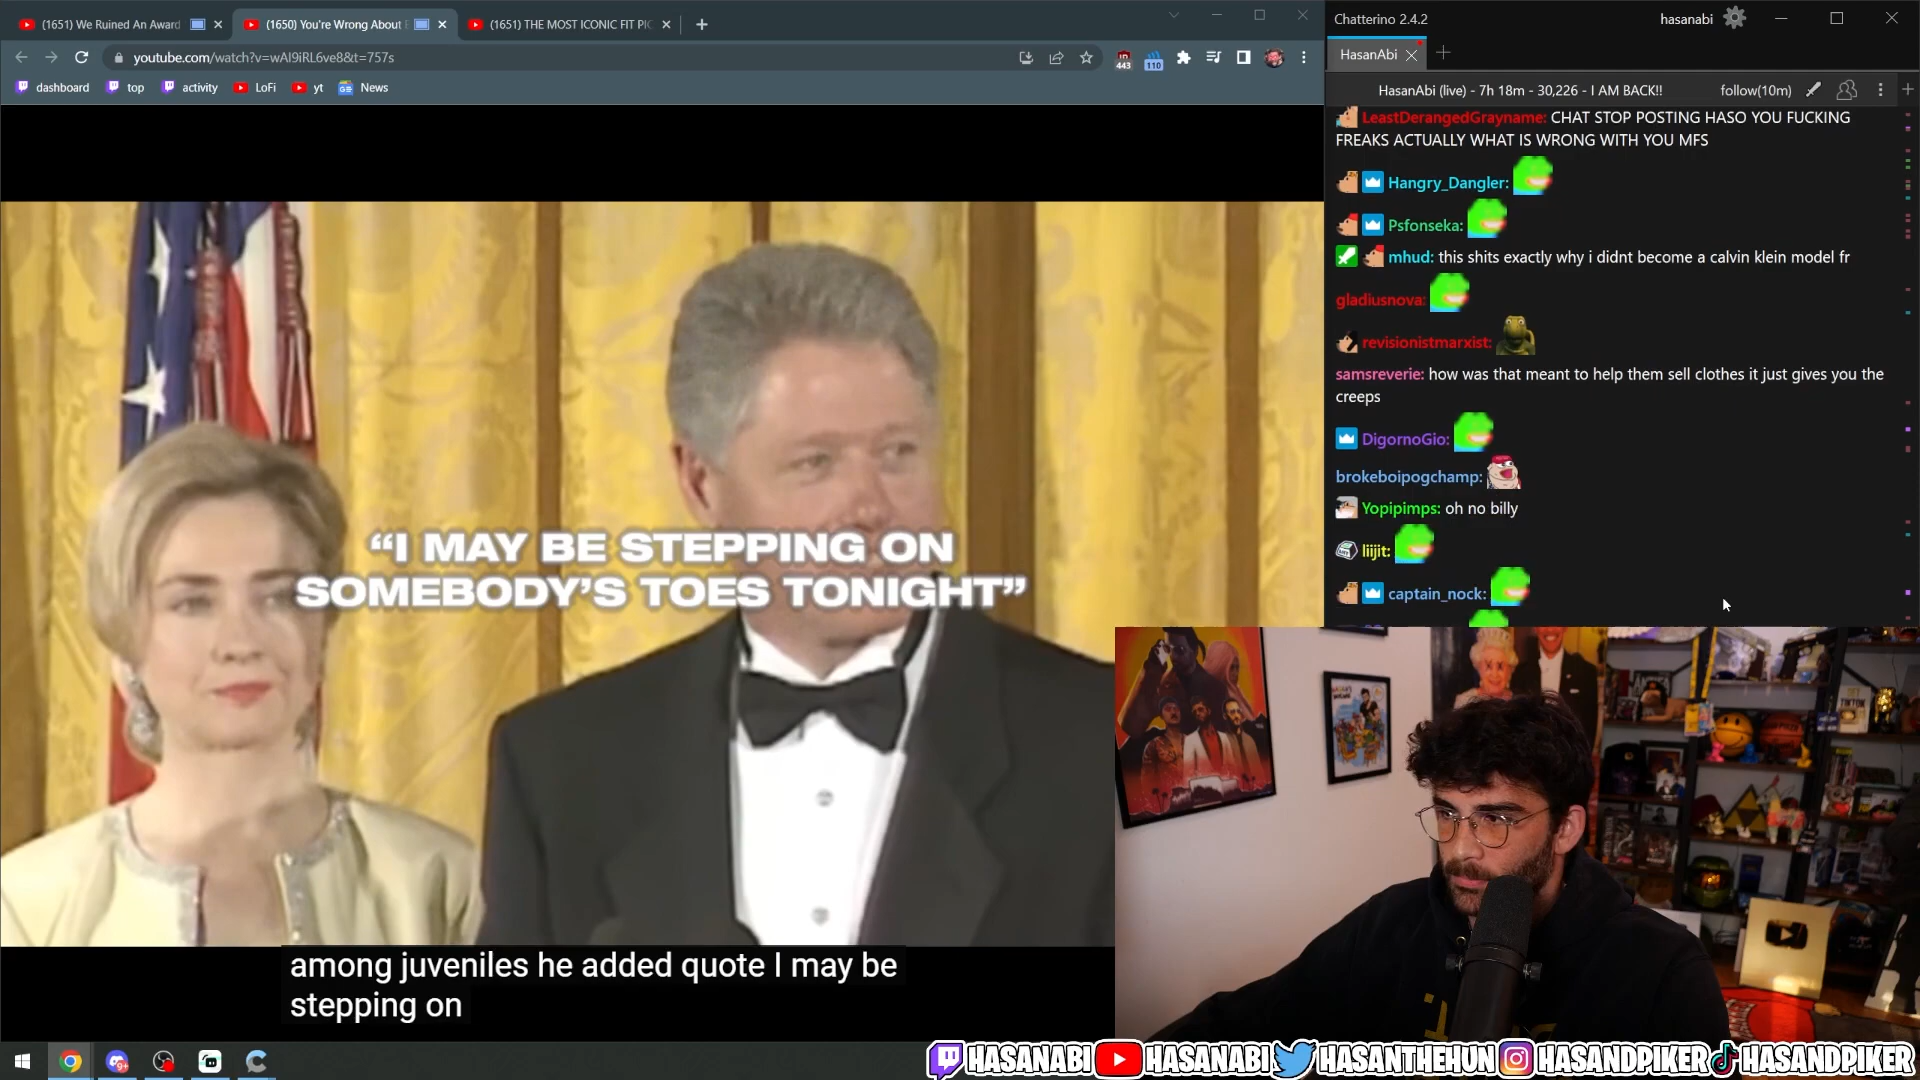 (1651) We Ruined An Award
(1650) You're Wrong About
(1651) THE MOST ICONIC FIT PIC
youtube.com/watch?v=wAI9iRL6ve8&t=757s
443
110
dashboard
top
activity
LoFi
yt
News
“I MAY BE STEPPING ON
SOMEBODY’S TOES TONIGHT”
among juveniles he added quote I may be
stepping on
Chatterino 2.4.2
hasanabi
HasanAbi
HasanAbi (live) - 7h 18m - 30,226 - I AM BACK!!
follow(10m)
LeastDerangedGrayname: CHAT STOP POSTING HASO YOU FUCKING
FREAKS ACTUALLY WHAT IS WRONG WITH YOU MFS
Hangry_Dangler:
Psfonseka:
mhud: this shits exactly why i didnt become a calvin klein model fr
gladiusnova:
revisionistmarxist:
samsreverie: how was that meant to help them sell clothes it just gives you the
creeps
DigornoGio:
brokeboipogchamp:
Yopipimps: oh no billy
liijit:
captain_nock:
HASANABI
HASANABI
HASANTHEHUN
HASANDPIKER
HASANDPIKER